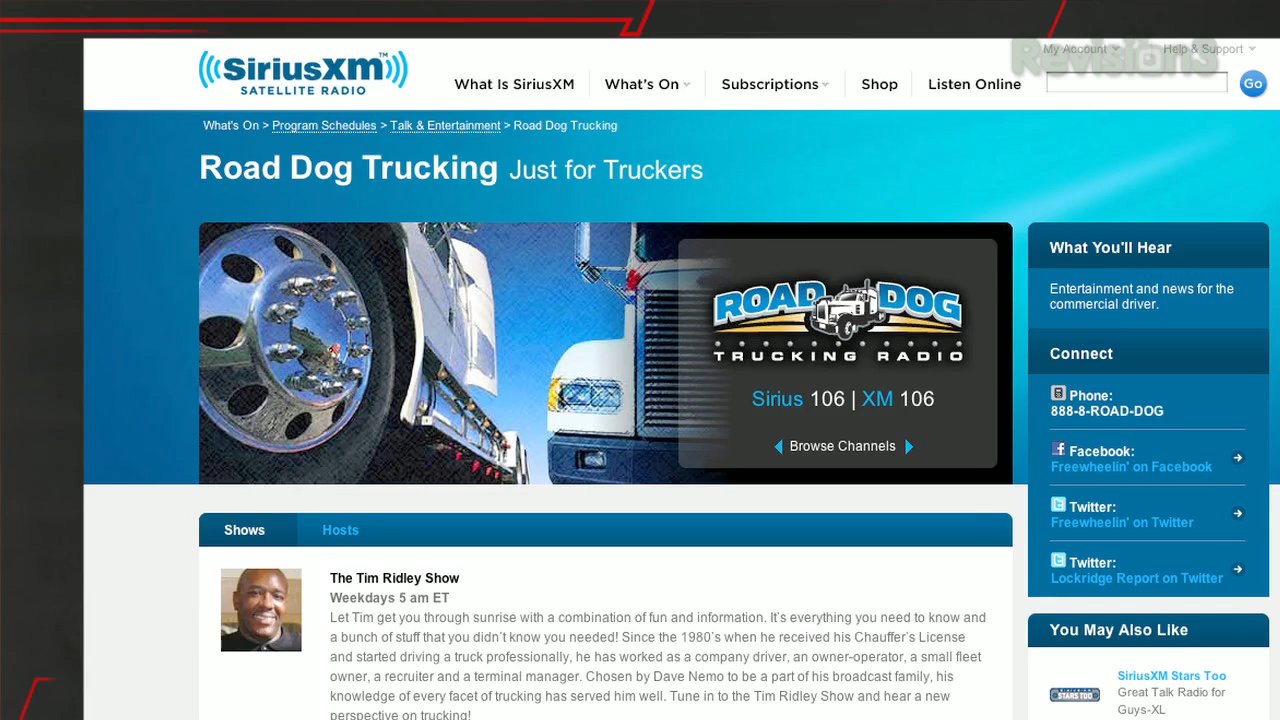 Revisions
My Account
Help & Support
SiriusXM™
SATELLITE RADIO
What Is SiriusXM
What's On
Subscriptions
Shop
Listen Online
Go
What's On > Program Schedules > Talk & Entertainment > Road Dog Trucking
Road Dog Trucking Just for Truckers
ROAD DOG
TRUCKING RADIO
Sirius 106 | XM 106
Browse Channels
What You'll Hear
Entertainment and news for the
commercial driver.
Connect
Phone:
888-8-ROAD-DOG
Facebook:
Freewheelin' on Facebook
Twitter:
Freewheelin' on Twitter
Twitter:
Lockridge Report on Twitter
Shows
Hosts
The Tim Ridley Show
Weekdays 5 am ET
Let Tim get you through sunrise with a combination of fun and information. It's everything you need to know and
a bunch of stuff that you didn't know you needed! Since the 1980's when he received his Chauffer's License
and started driving a truck professionally, he has worked as a company driver, an owner-operator, a small fleet
owner, a recruiter and a terminal manager. Chosen by Dave Nemo to be a part of his broadcast family, his
knowledge of every facet of trucking has served him well. Tune in to the Tim Ridley Show and hear a new
perspective on trucking!
You May Also Like
STARS TOO
SiriusXM Stars Too
Great Talk Radio for
Guys-XL